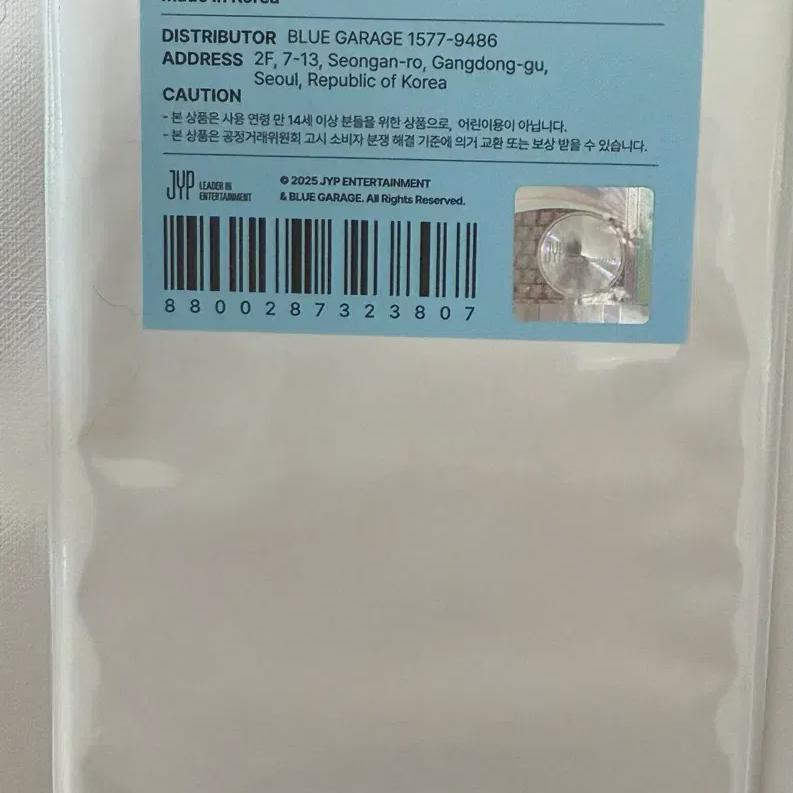 Made in Korea
DISTRIBUTOR BLUE GARAGE 1577-9486
ADDRESS 2F, 7-13, Seongan-ro, Gangdong-gu,
Seoul, Republic of Korea
CAUTION
- 본 상품은 사용 연령 만 14세 이상 분들을 위한 상품으로, 어린이용이 아닙니다.
- 본 상품은 공정거래위원회 고시 소비자 분쟁 해결 기준에 의거 교환 또는 보상 받을 수 있습니다.
JYP LEADER IN
ENTERTAINMENT
© 2025 JYP ENTERTAINMENT
& BLUE GARAGE. All Rights Reserved.
8800287323807
JYP